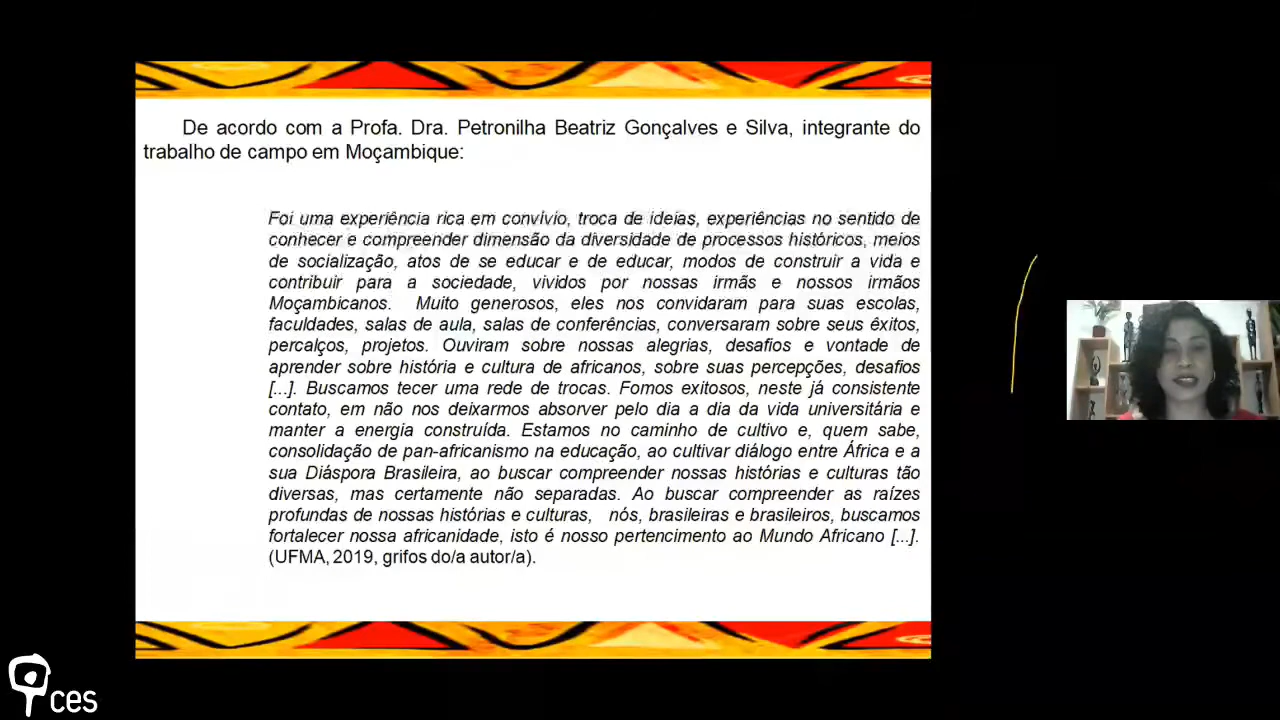 De acordo com a Profa. Dra. Petronilha Beatriz Gonçalves e Silva, integrante do
trabalho de campo em Moçambique:
Foi uma experiência rica em convívio, troca de ideias, experiências no sentido de
conhecer e compreender dimensão da diversidade de processos históricos, meios
de socialização, atos de se educar e de educar, modos de construir a vida e
contribuir para a sociedade, vividos por nossas irmãs e nossos irmãos
Moçambicanos. Muito generosos, eles nos convidaram para suas escolas,
faculdades, salas de aula, salas de conferências, conversaram sobre seus êxitos,
percalços, projetos. Ouviram sobre nossas alegrias, desafios e vontade de
aprender sobre história e cultura de africanos, sobre suas percepções, desafios
[...]. Buscamos tecer uma rede de trocas. Fomos exitosos, neste já consistente
contato, em não nos deixarmos absorver pelo dia a dia da vida universitária e
manter a energia construída. Estamos no caminho de cultivo e, quem sabe,
consolidação de pan-africanismo na educação, ao cultivar diálogo entre África e a
sua Diáspora Brasileira, ao buscar compreender nossas histórias e culturas tão
diversas, mas certamente não separadas. Ao buscar compreender as raízes
profundas de nossas histórias e culturas, nós, brasileiras e brasileiros, buscamos
fortalecer nossa africanidade, isto é nosso pertencimento ao Mundo Africano [...].
(UFMA, 2019, grifos do/a autor/a).
ces